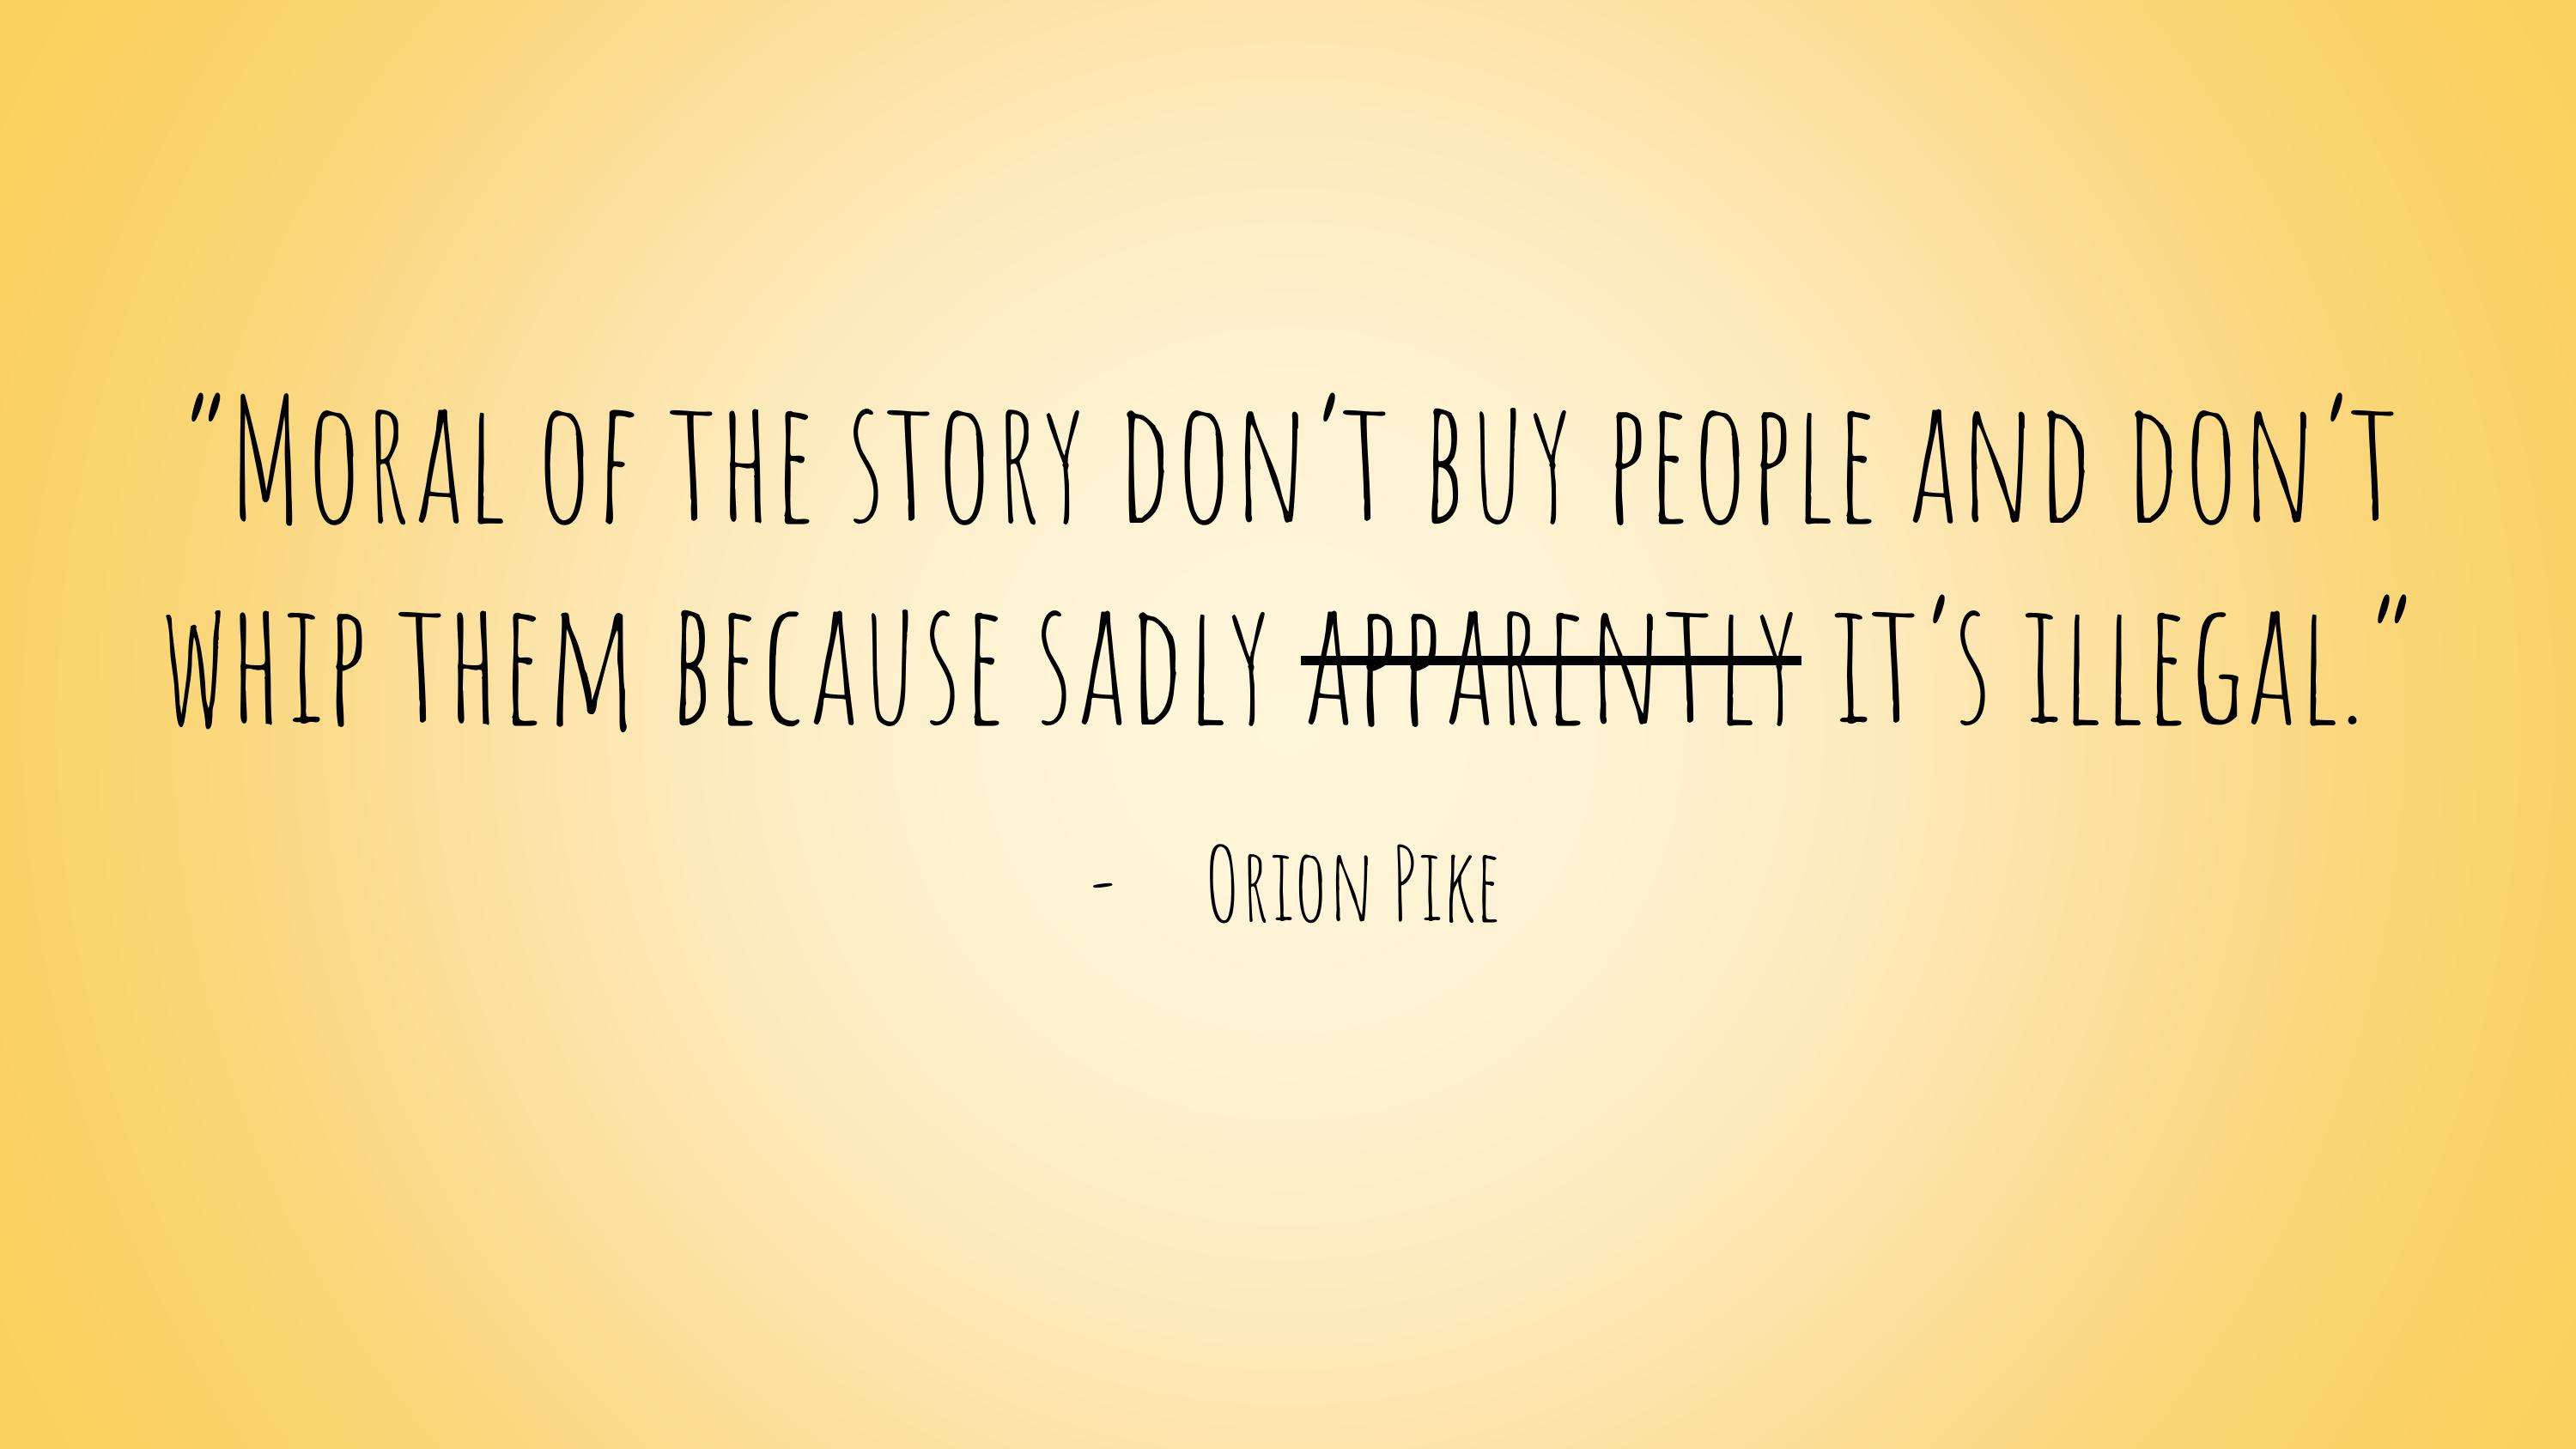 "Moral of the story don't buy people and don't
whip them because sadly apparently it's illegal."
- Orion Pike